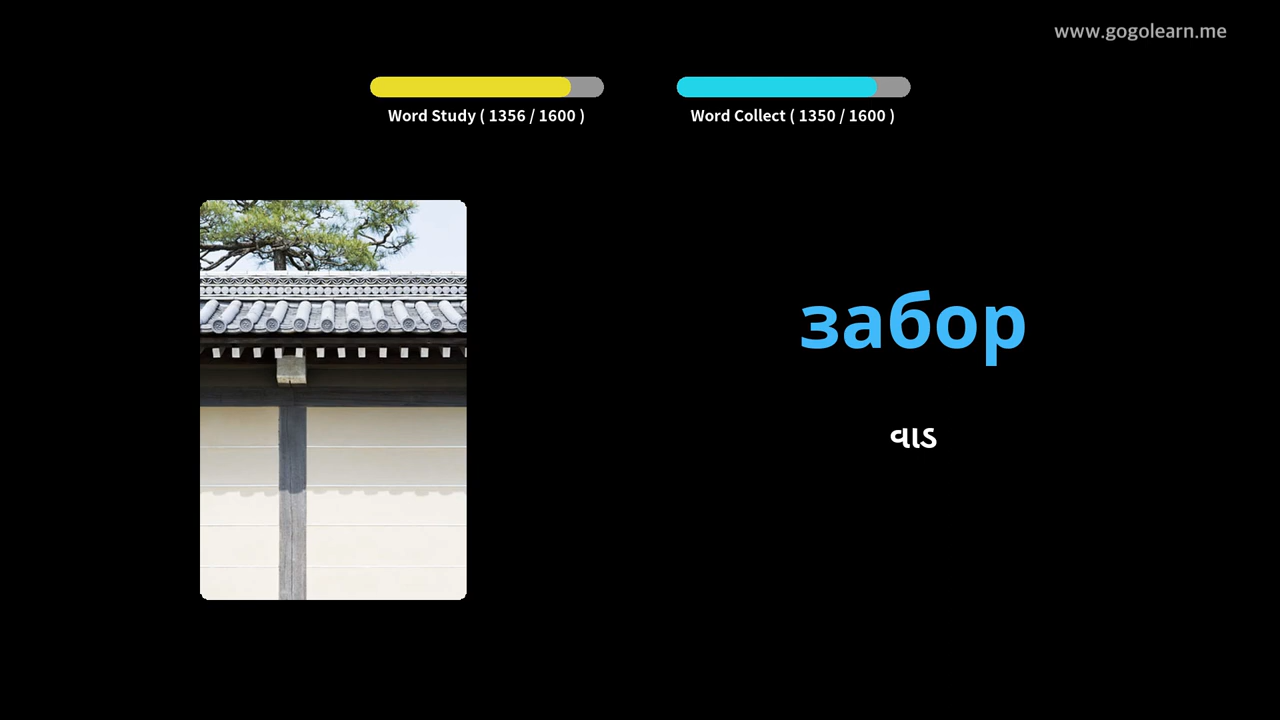 www.gogolearn.me
Word Study ( 1356 / 1600 )
Word Collect ( 1350 / 1600 )
забор
વાડ